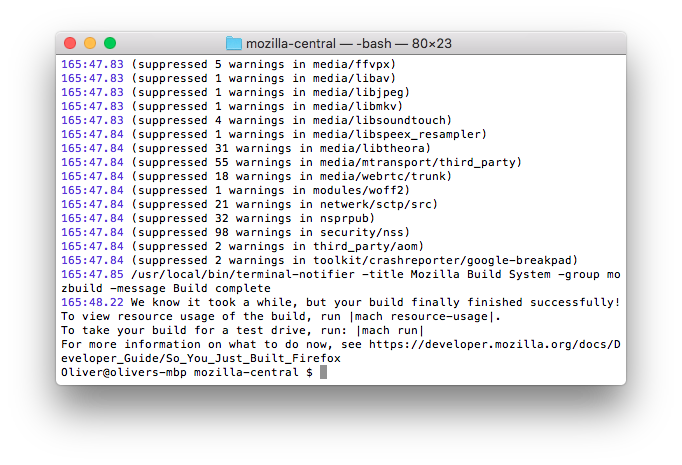 mozilla-central — -bash — 80×23
165:47.83 (suppressed 5 warnings in media/ffvpx)
165:47.83 (suppressed 1 warnings in media/libav)
165:47.83 (suppressed 1 warnings in media/libjpeg)
165:47.83 (suppressed 1 warnings in media/libmkv)
165:47.83 (suppressed 4 warnings in media/libsoundtouch)
165:47.84 (suppressed 1 warnings in media/libspeex_resampler)
165:47.84 (suppressed 31 warnings in media/libtheora)
165:47.84 (suppressed 55 warnings in media/mtransport/third_party)
165:47.84 (suppressed 18 warnings in media/webrtc/trunk)
165:47.84 (suppressed 1 warnings in modules/woff2)
165:47.84 (suppressed 21 warnings in netwerk/sctp/src)
165:47.84 (suppressed 32 warnings in nsprpub)
165:47.84 (suppressed 98 warnings in security/nss)
165:47.84 (suppressed 2 warnings in third_party/aom)
165:47.84 (suppressed 2 warnings in toolkit/crashreporter/google-breakpad)
165:47.85 /usr/local/bin/terminal-notifier -title Mozilla Build System -group mo
zbuild -message Build complete
165:48.22 We know it took a while, but your build finally finished successfully!
To view resource usage of the build, run |mach resource-usage|.
To take your build for a test drive, run: |mach run|
For more information on what to do now, see https://developer.mozilla.org/docs/D
eveloper_Guide/So_You_Just_Built_Firefox
Oliver@olivers-mbp mozilla-central $